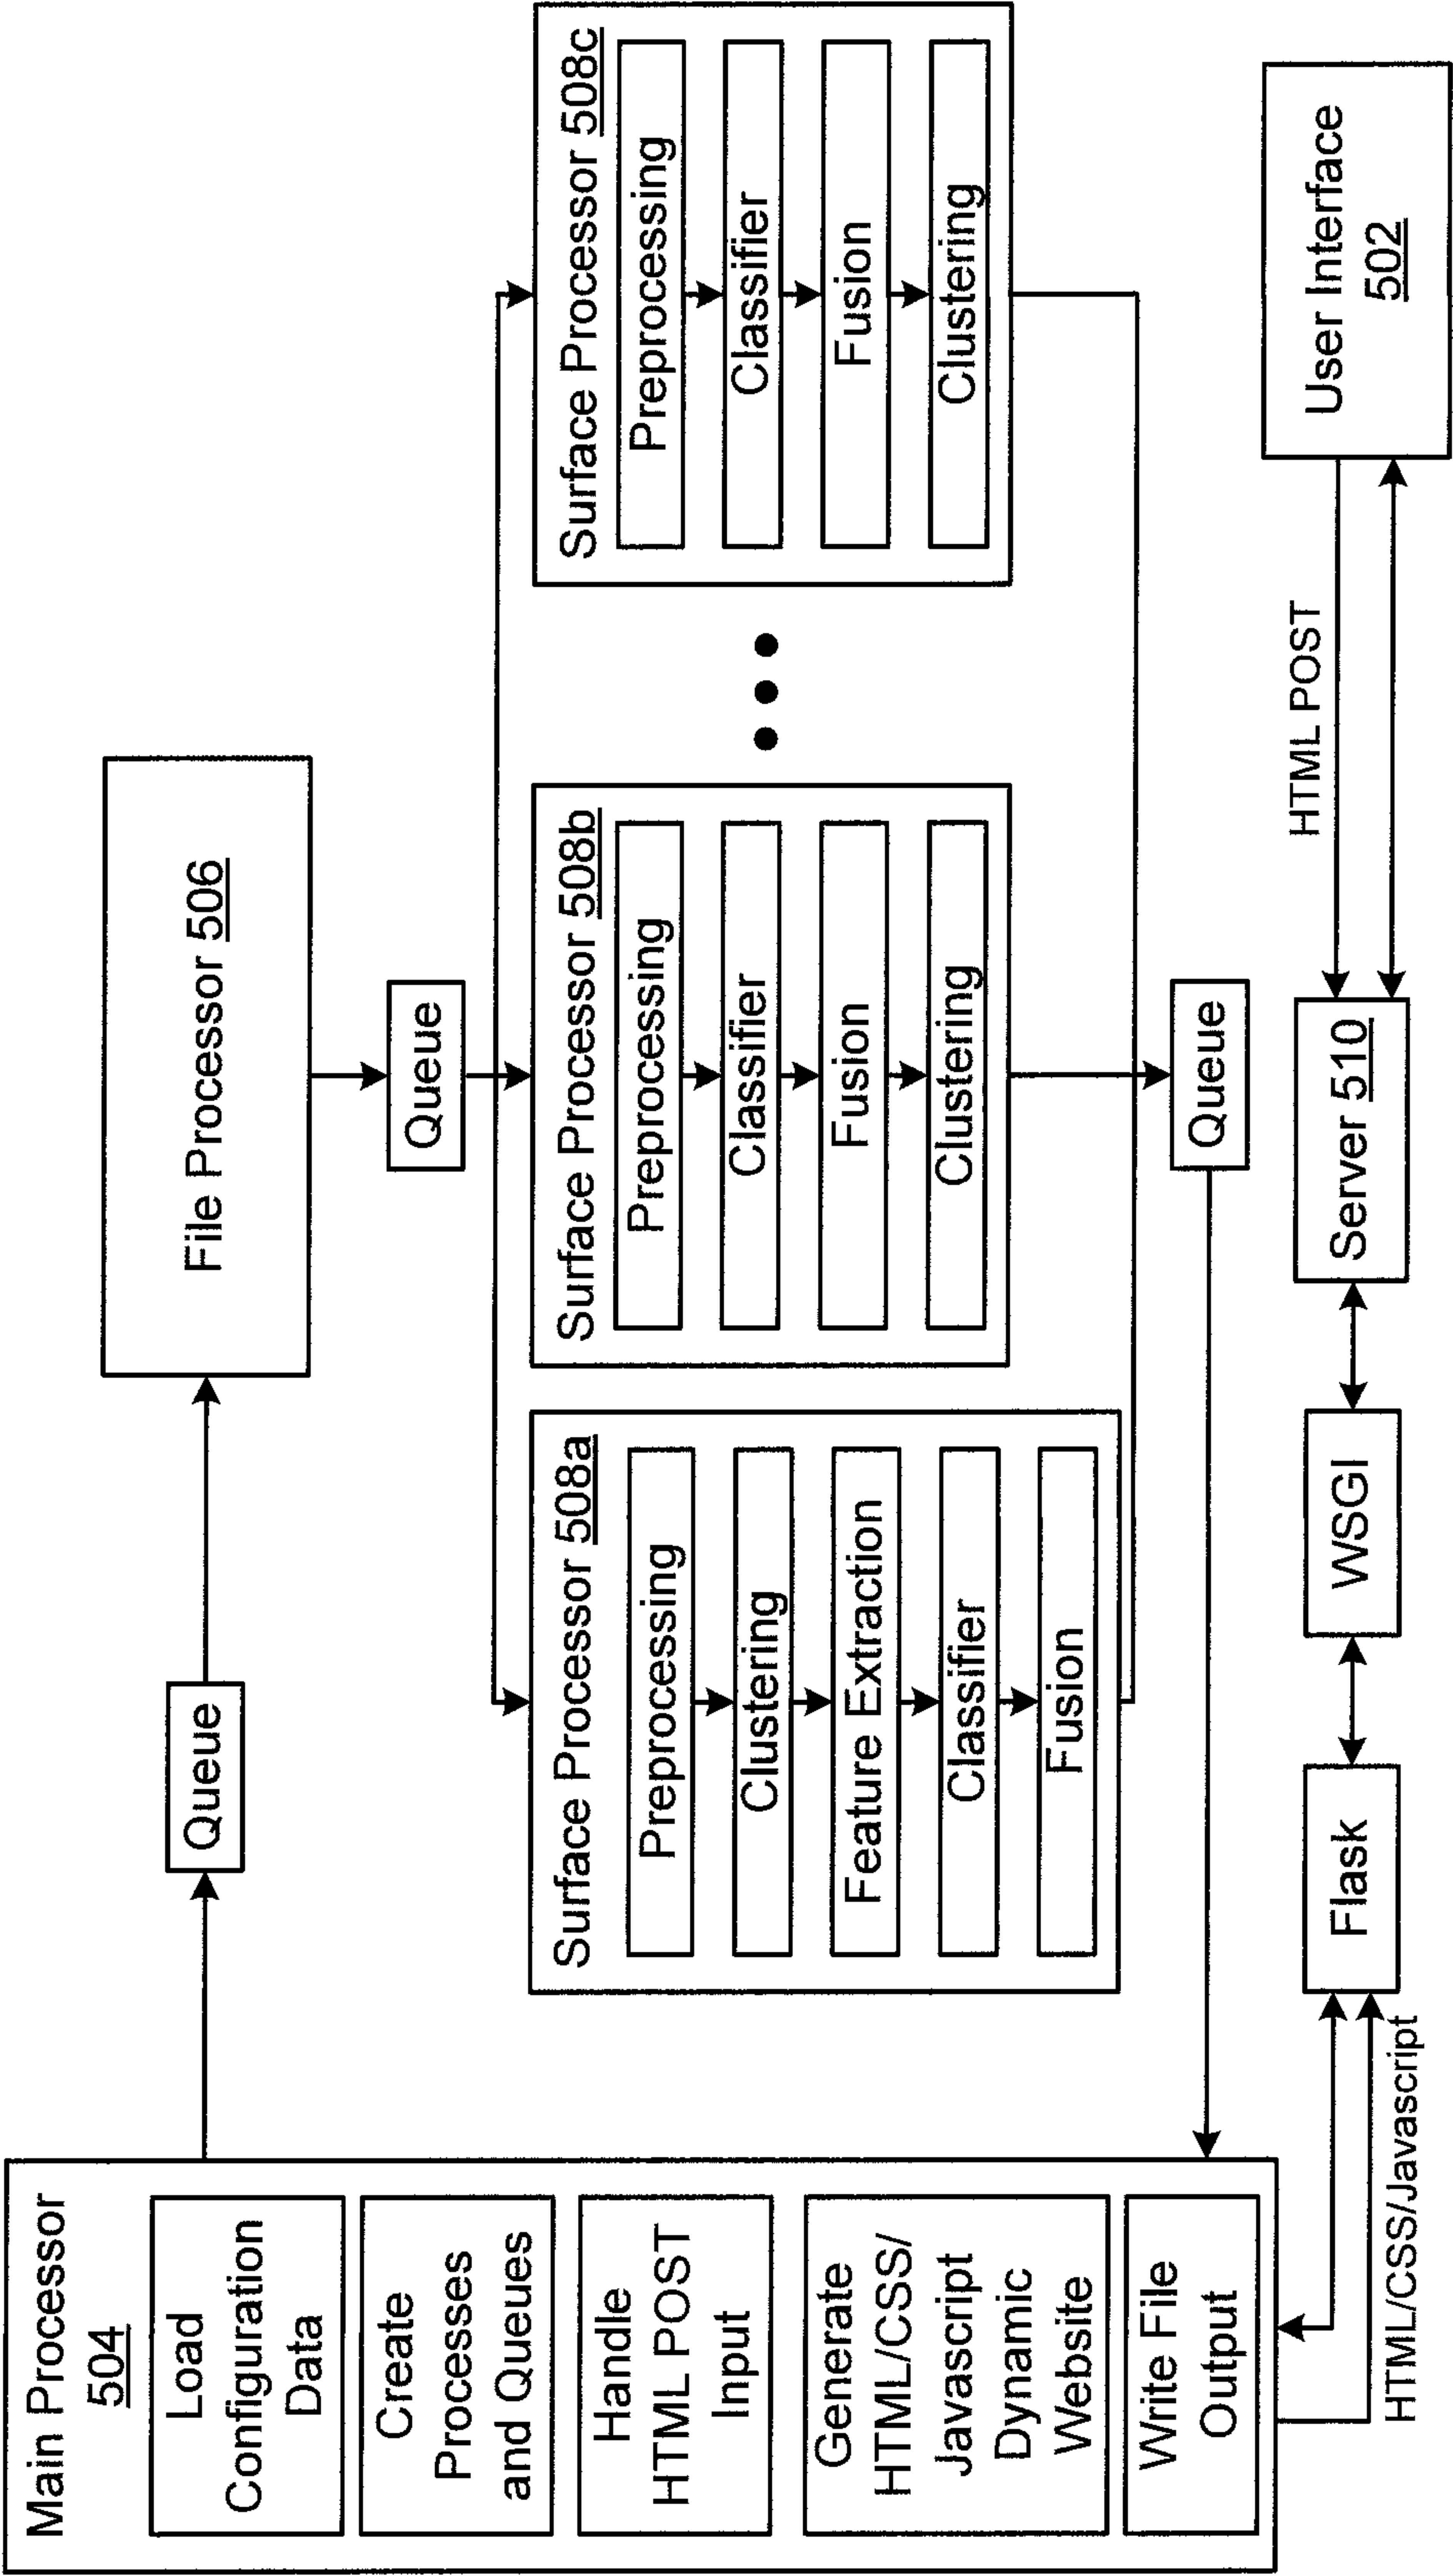 Main Processor
504
Load
Configuration
Data
Create
Processes
and Queues
Handle
HTML POST
Input
Generate
HTML/CSS/
Javascript
Dynamic
Website
Write File
Output
Queue
File Processor 506
Queue
Surface Processor 508a
Preprocessing
Clustering
Feature Extraction
Classifier
Fusion
Surface Processor 508b
Preprocessing
Classifier
Fusion
Clustering
Surface Processor 508c
Preprocessing
Classifier
Fusion
Clustering
Queue
HTML/CSS/Javascript
Flask
WSGI
Server 510
HTML POST
User Interface
502